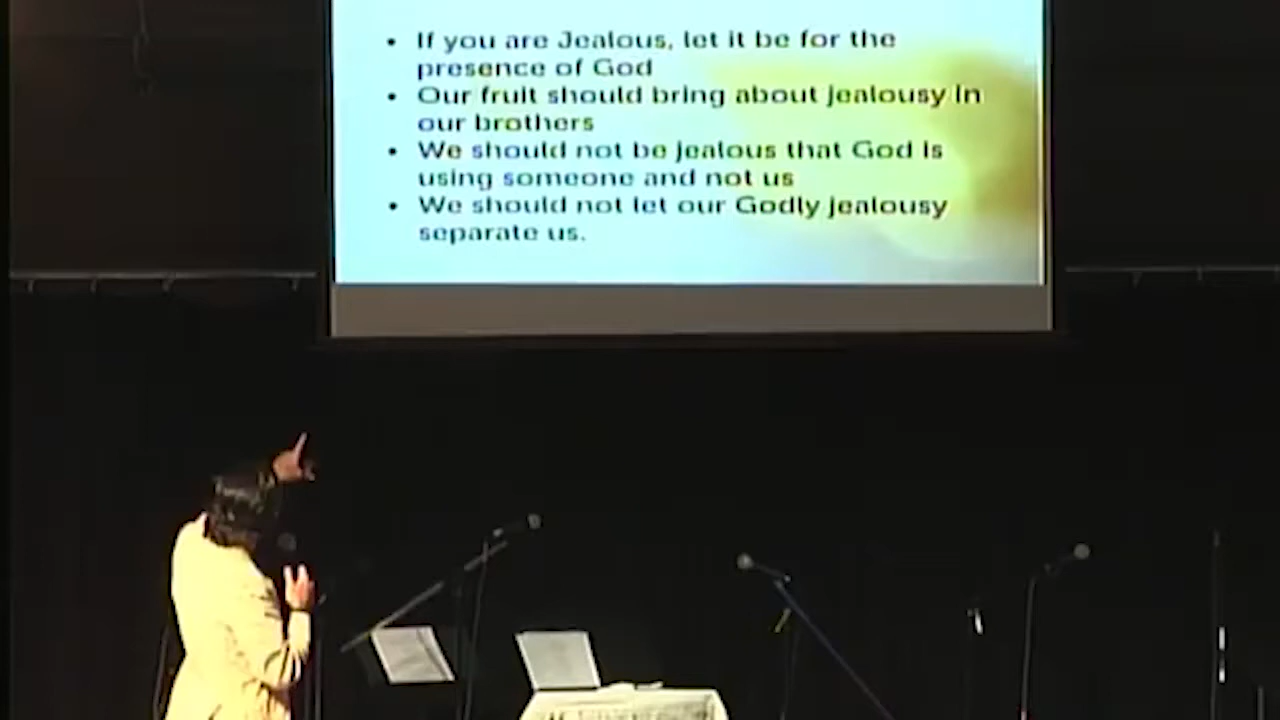 • If you are Jealous, let it be for the
presence of God
• Our fruit should bring about jealousy in
our brothers
• We should not be jealous that God is
using someone and not us
• We should not let our Godly jealousy
separate us.